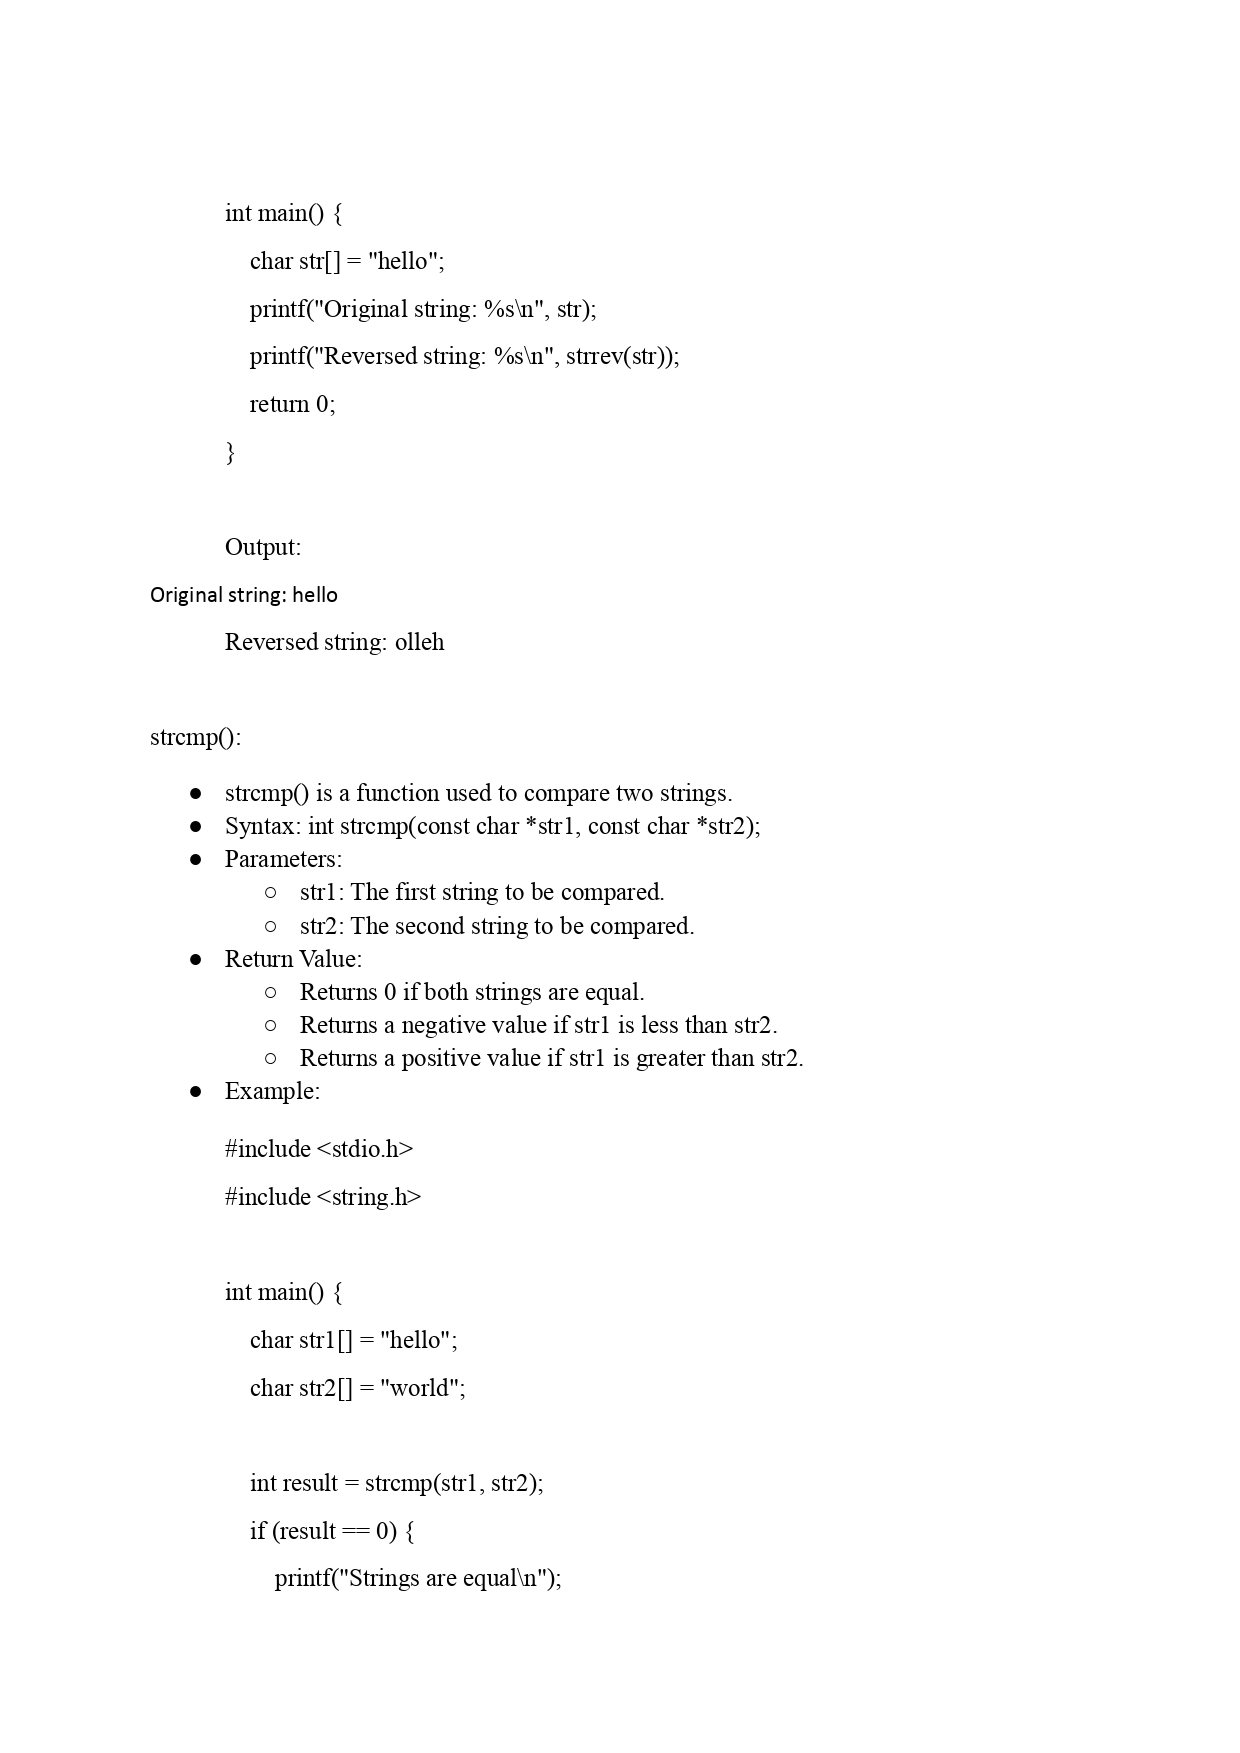 int main() {
char str[] = "hello";
printf("Original string: %s\n", str);
printf("Reversed string: %s\n", strrev(str));
return 0;
}
Output:
Original string: hello
Reversed string: olleh
strcmp():
● strcmp() is a function used to compare two strings.
● Syntax: int strcmp(const char *str1, const char *str2);
● Parameters:
○ str1: The first string to be compared.
○ str2: The second string to be compared.
● Return Value:
○ Returns 0 if both strings are equal.
○ Returns a negative value if str1 is less than str2.
○ Returns a positive value if str1 is greater than str2.
● Example:
#include <stdio.h>
#include <string.h>
int main() {
char str1[] = "hello";
char str2[] = "world";
int result = strcmp(str1, str2);
if (result == 0) {
printf("Strings are equal\n");